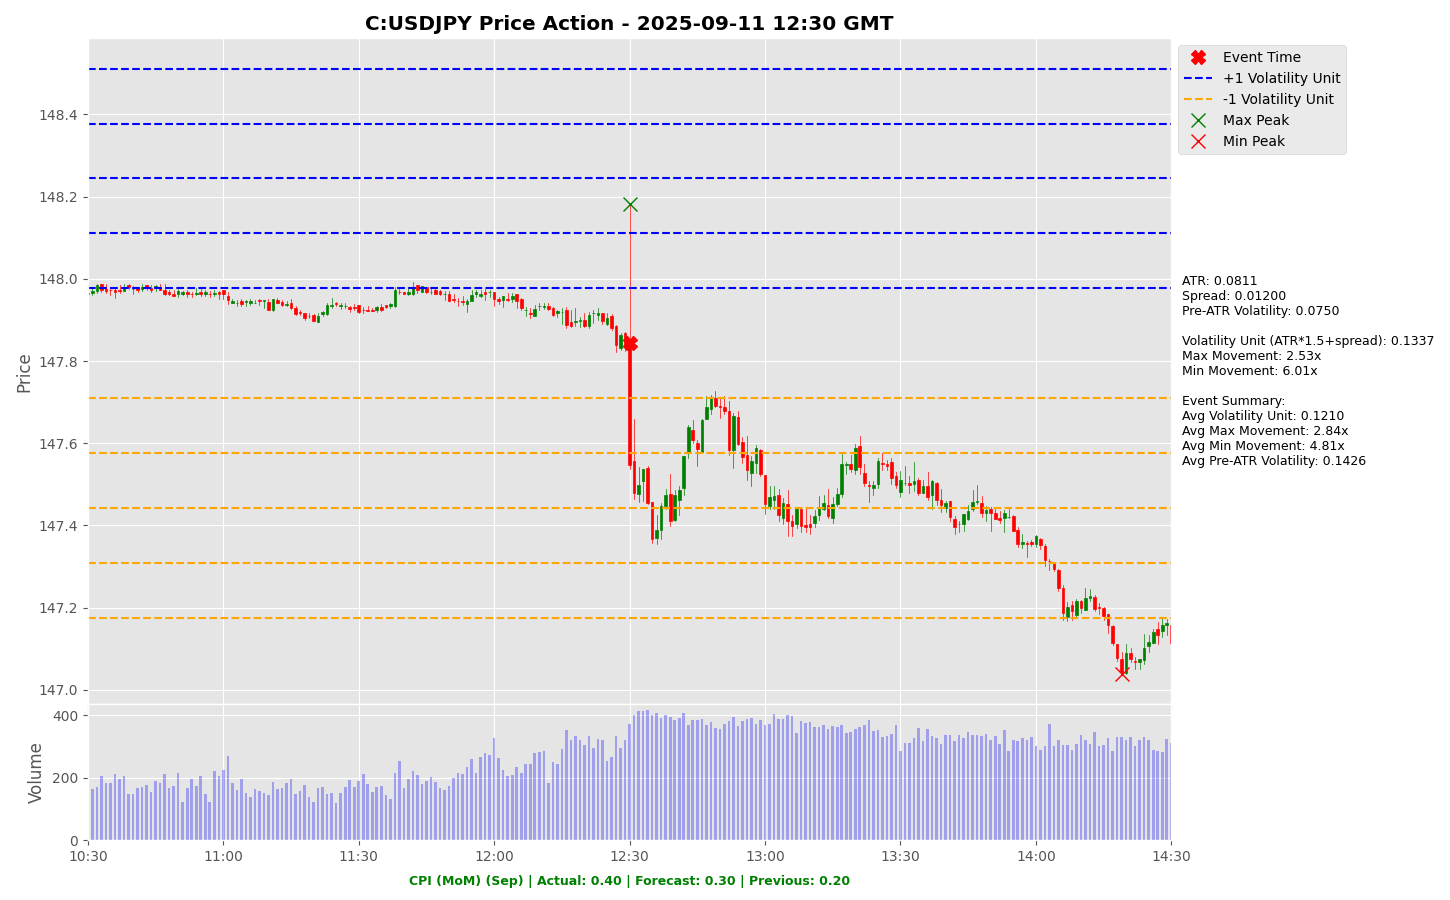 C:USDJPY Price Action - 2025-09-11 12:30 GMT
Event Time
+1 Volatility Unit
-1 Volatility Unit
Max Peak
Min Peak
Price
148.4
148.2
148.0
147.8
147.6
147.4
147.2
147.0
ATR: 0.0811
Spread: 0.01200
Pre-ATR Volatility: 0.0750
Volatility Unit (ATR*1.5+spread): 0.1337
Max Movement: 2.53x
Min Movement: 6.01x
Event Summary:
Avg Volatility Unit: 0.1210
Avg Max Movement: 2.84x
Avg Min Movement: 4.81x
Avg Pre-ATR Volatility: 0.1426
Volume
400
200
0
10:30 11:00 11:30 12:00 12:30 13:00 13:30 14:00 14:30
CPI (MoM) (Sep) | Actual: 0.40 | Forecast: 0.30 | Previous: 0.20